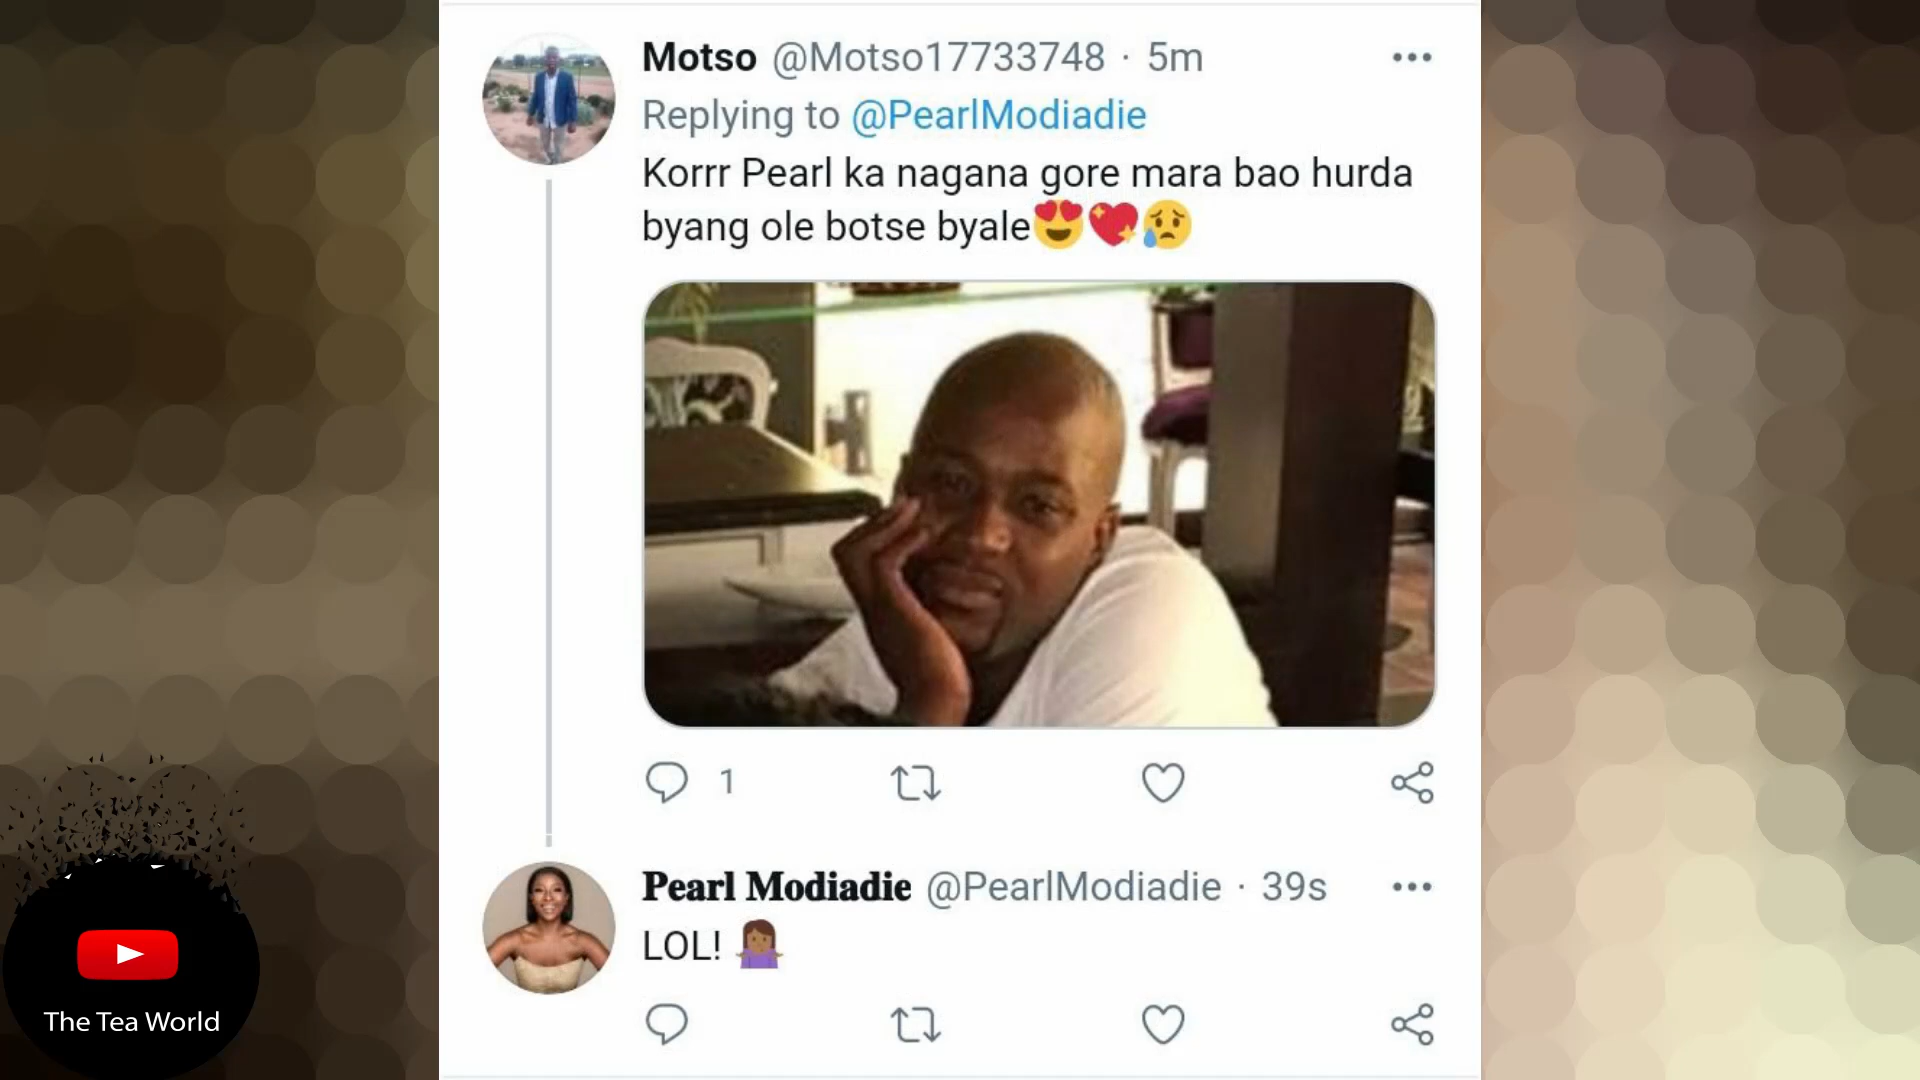 Motso @Motso17733748 · 5m
Replying to @PearlModiadie
Korrr Pearl ka nagana gore mara bao hurda
byang ole botse byale😍💖😥
1
Pearl Modiadie @PearlModiadie · 39s
LOL! 🤷🏾‍♀️
The Tea World